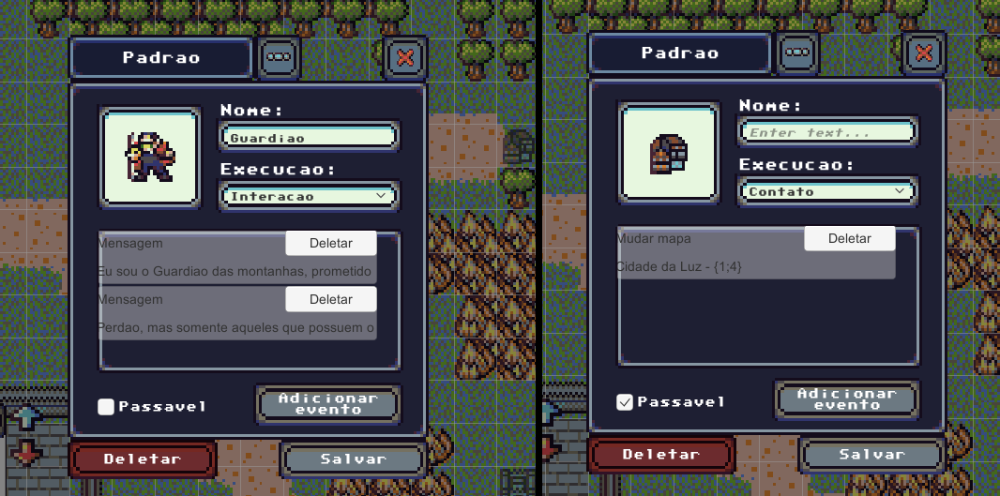 Padrao
...
Nome:
Guardiao
Execucao:
Interacao
Mensagem
Deletar
Eu sou o Guardiao das montanhas, prometido
Mensagem
Deletar
Perdao, mas somente aqueles que possuem o
Passavel
Adicionar
evento
Deletar
Salvar
Padrao
...
Nome:
Enter text...
Execucao:
Contato
Mudar mapa
Deletar
Cidade da Luz - {1;4}
Passavel
Adicionar
evento
Deletar
Salvar